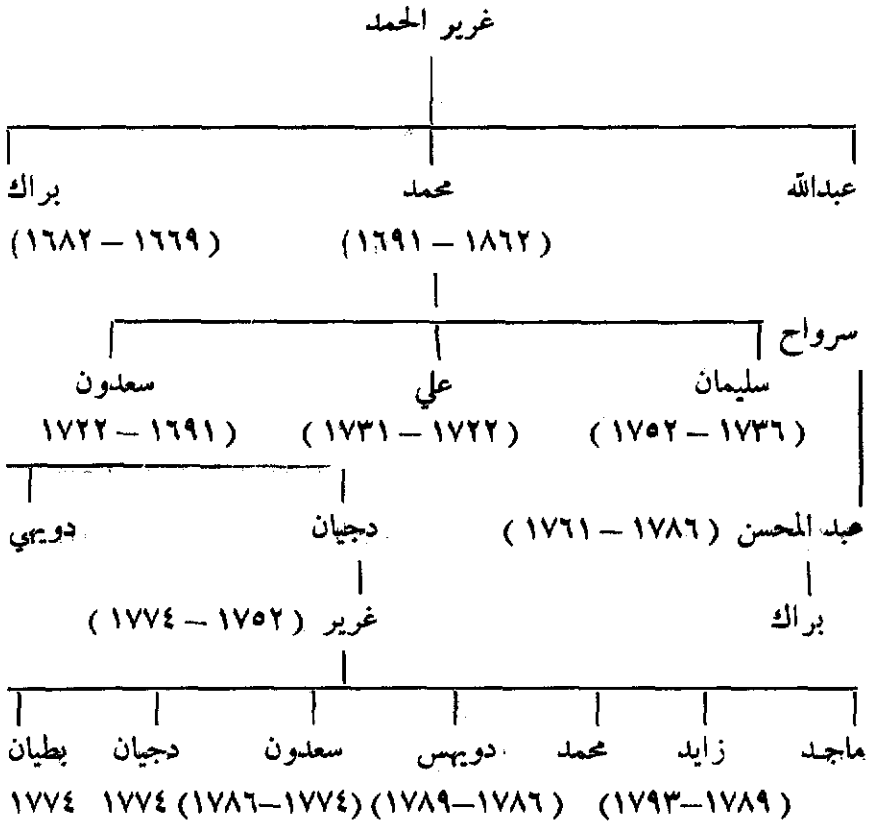 غرير الحمد
عبدالله محمد براك
(١٨٦٢ – ١٦٩١) (١٦٦٩ – ١٦٨٢)
سرواح
سليمان علي سعدون
(١٧٣٦ – ١٧٥٢) (١٧٢٢ – ١٧٣١) (١٦٩١ – ١٧٢٢
عبد المحسن (١٧٨٦ – ١٧٦١) دجيان دويهي
براك غرير (١٧٥٢ – ١٧٧٤)
ماجد زايد محمد دويهس سعدون دجيان بطيان
(١٧٨٩–١٧٩٣) (١٧٨٦–١٧٨٩) (١٧٧٤–١٧٨٦) ١٧٧٤ ١٧٧٤